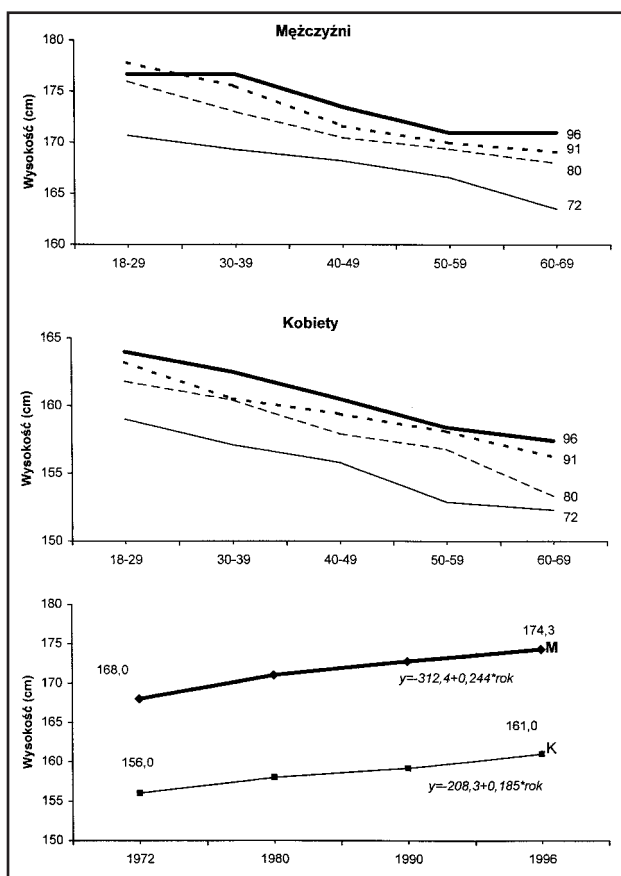 Mężczyźni
Wysokość (cm)
180
175
170
165
160
96
91
80
72
18-29 30-39 40-49 50-59 60-69
Kobiety
Wysokość (cm)
165
160
155
150
96
91
80
72
18-29 30-39 40-49 50-59 60-69
Wysokość (cm)
180
175
170
165
160
155
150
168,0
174,3
M
y=-312,4+0,244*rok
156,0
161,0
K
y=-208,3+0,185*rok
1972 1980 1990 1996